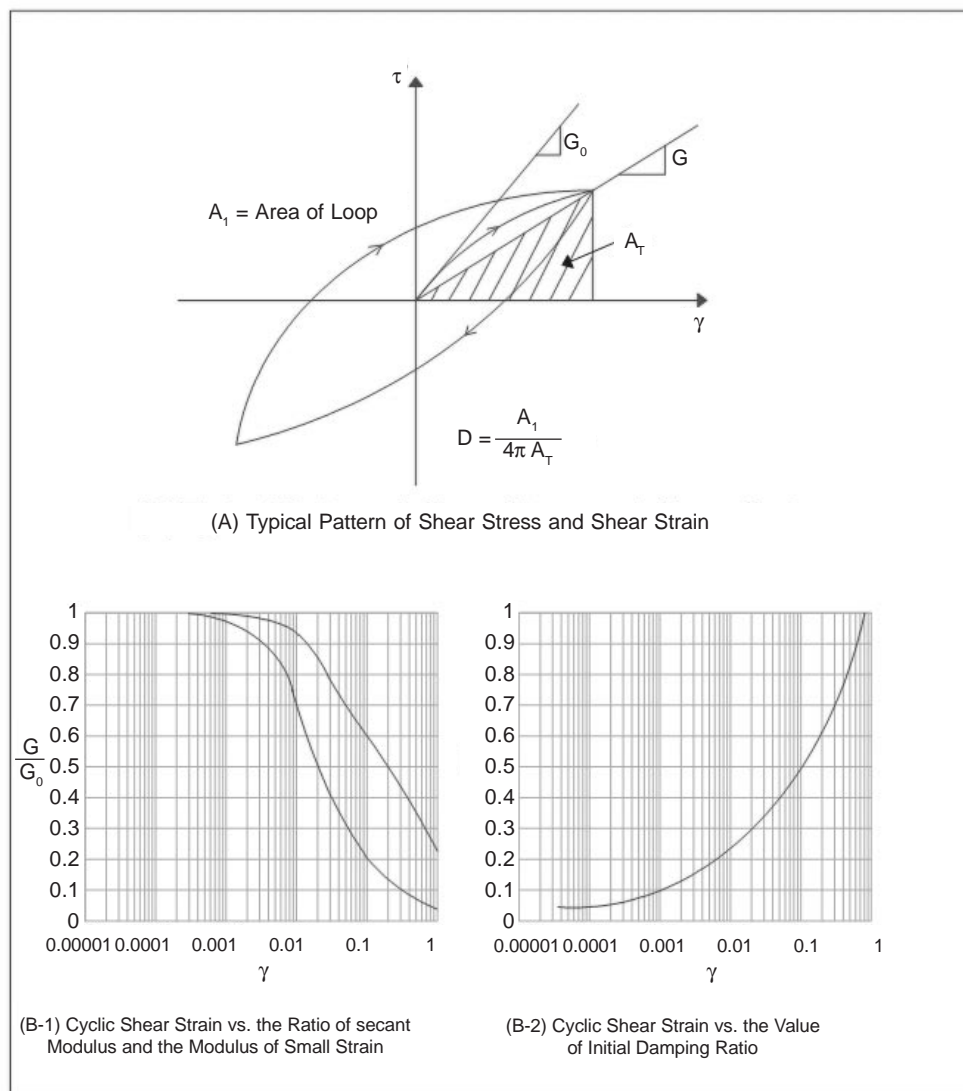 τ
G₀
G
A₁ = Area of Loop
A_T
γ
D = A₁ / 4π A_T
(A) Typical Pattern of Shear Stress and Shear Strain
1
0.9
0.8
0.7
0.6
0.5
0.4
0.3
0.2
0.1
0
G / G₀
0.00001 0.0001 0.001 0.01 0.1 1
γ
(B-1) Cyclic Shear Strain vs. the Ratio of secant
Modulus and the Modulus of Small Strain
1
0.9
0.8
0.7
0.6
0.5
0.4
0.3
0.2
0.1
0
0.00001 0.0001 0.001 0.01 0.1 1
γ
(B-2) Cyclic Shear Strain vs. the Value
of Initial Damping Ratio